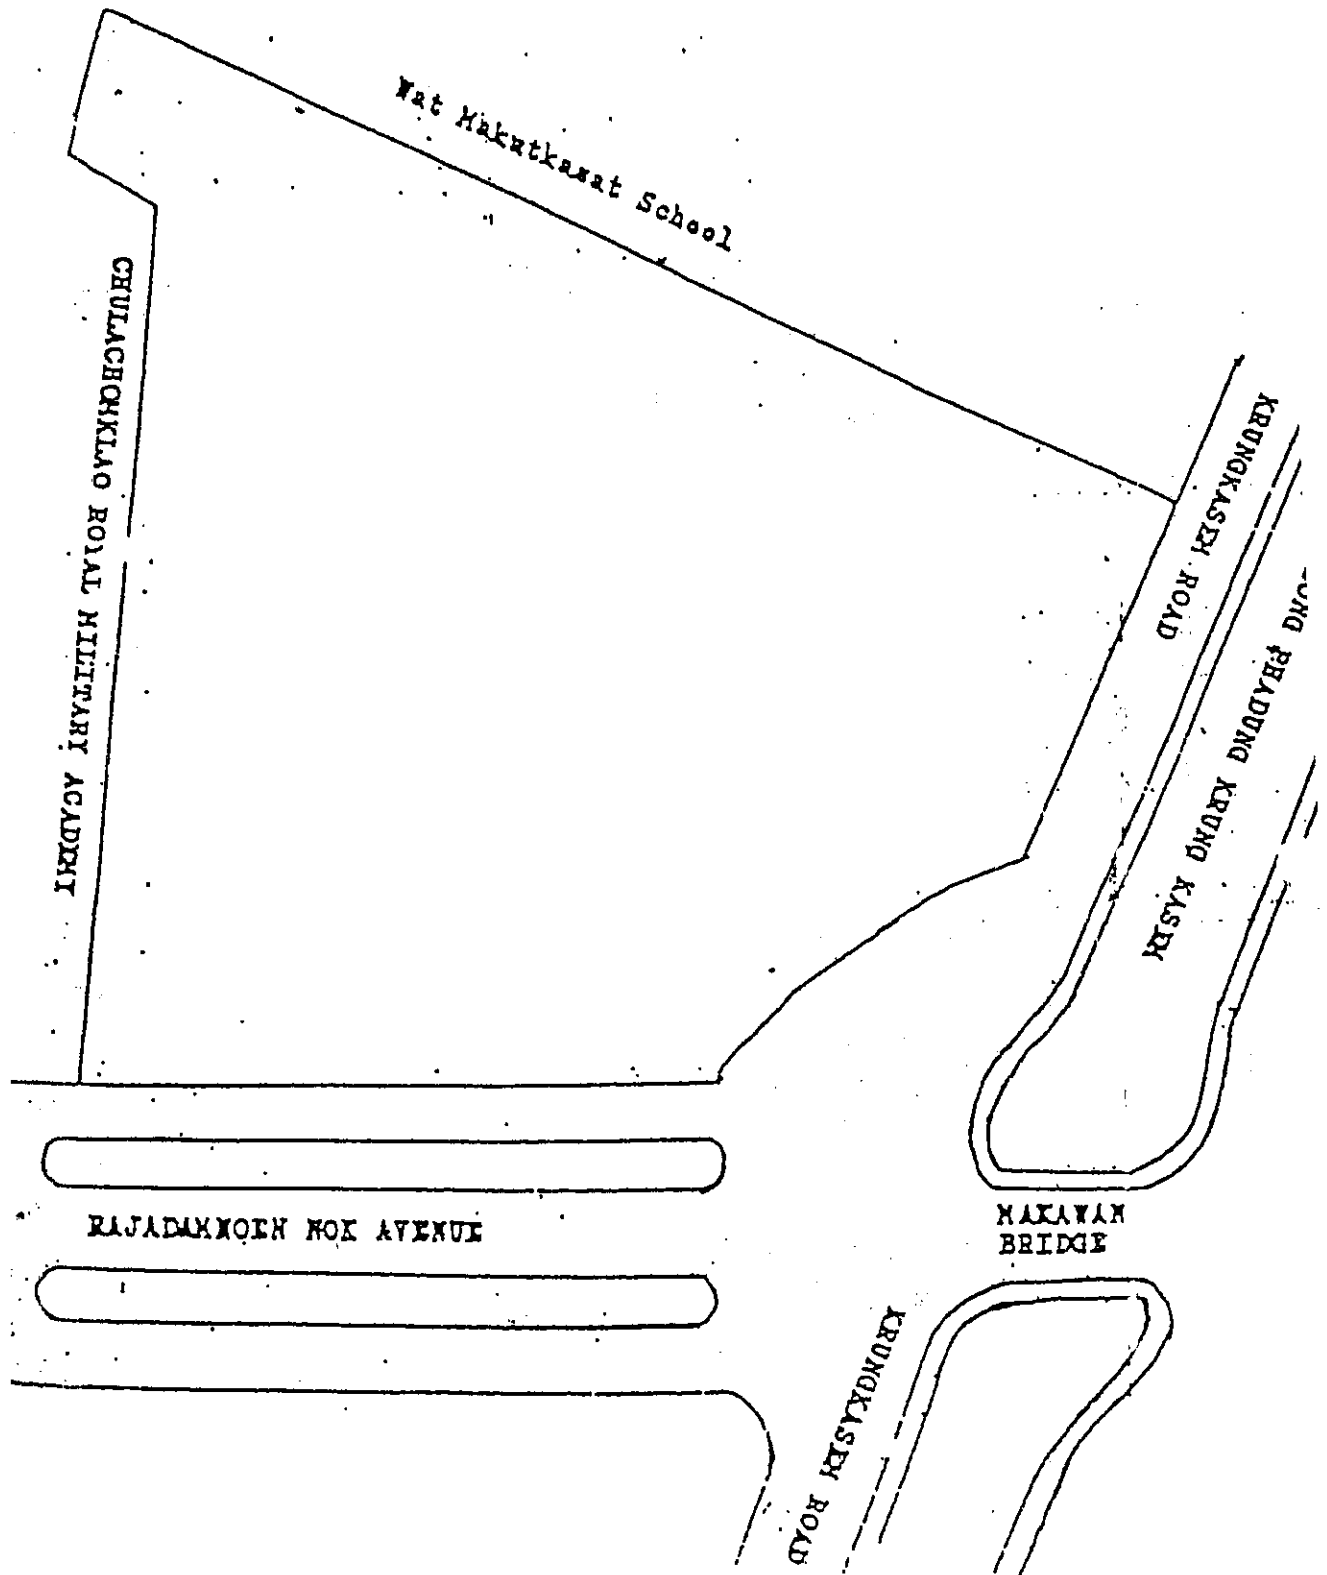 Wat Makutkasat School
CHULACHOMKLAO ROYAL MILITARY ACADEMY
KRUNGKASEM ROAD
ONG PHADUNG KRUNG KASEM
RAJADAMNOEN NOK AVENUE
MAKAWAN
BRIDGE
KRUNGKASEM ROAD